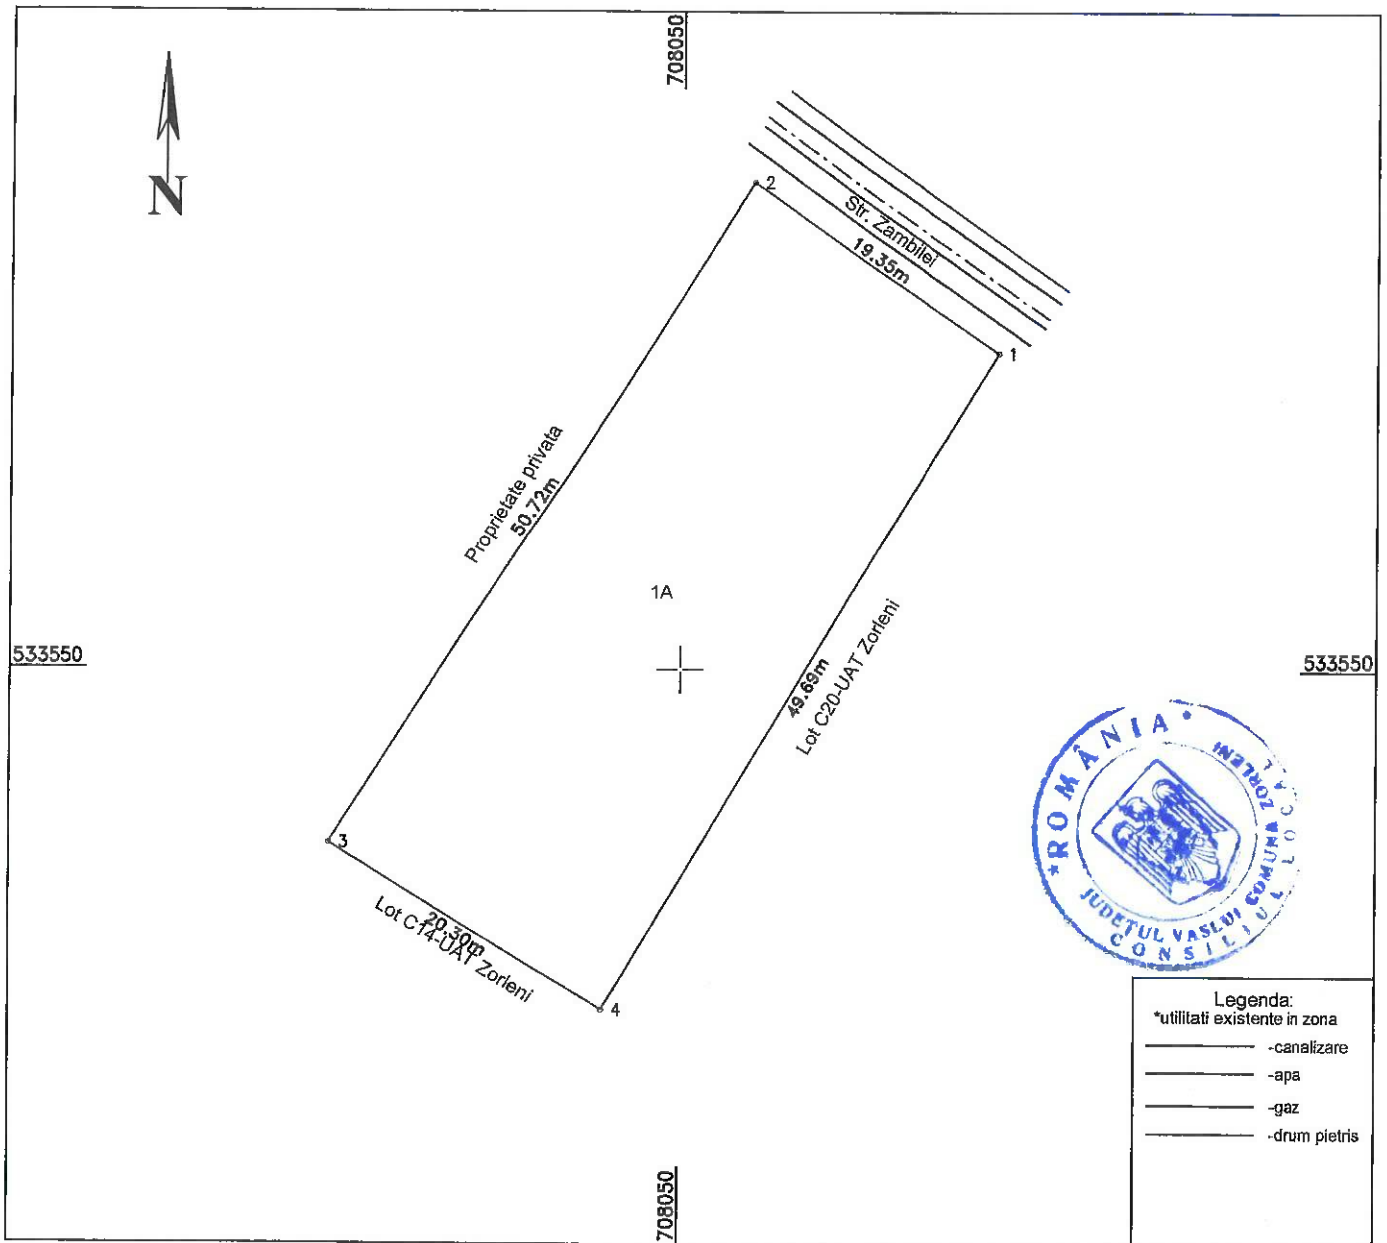 708050
N
2
Str. Zambilei
19.35m
1
Proprietate privata
50.72m
1A
533550
533550
49.69m
Lot C20-UAT Zorleni
3
20.30m
Lot C14-UAT Zorleni
4
*ROMÂNIA*
JUDEȚUL VASLUI COMUNA ZORLENI
CONSILIUL LOCAL
Legenda:
*utilitati existente in zona
-canalizare
-apa
-gaz
-drum pietris
708050